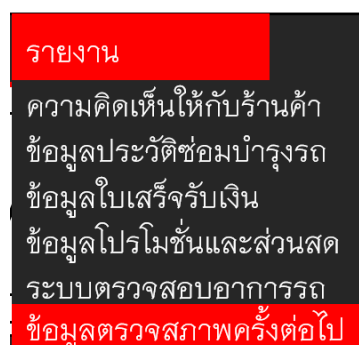 รายงาน
ความคิดเห็นให้กับร้านค้า
ข้อมูลประวัติซ่อมบำรุงรถ
ข้อมูลใบเสร็จรับเงิน
ข้อมูลโปรโมชั่นและส่วนสด
ระบบตรวจสอบอาการรถ
ข้อมูลตรวจสภาพครั้งต่อไป